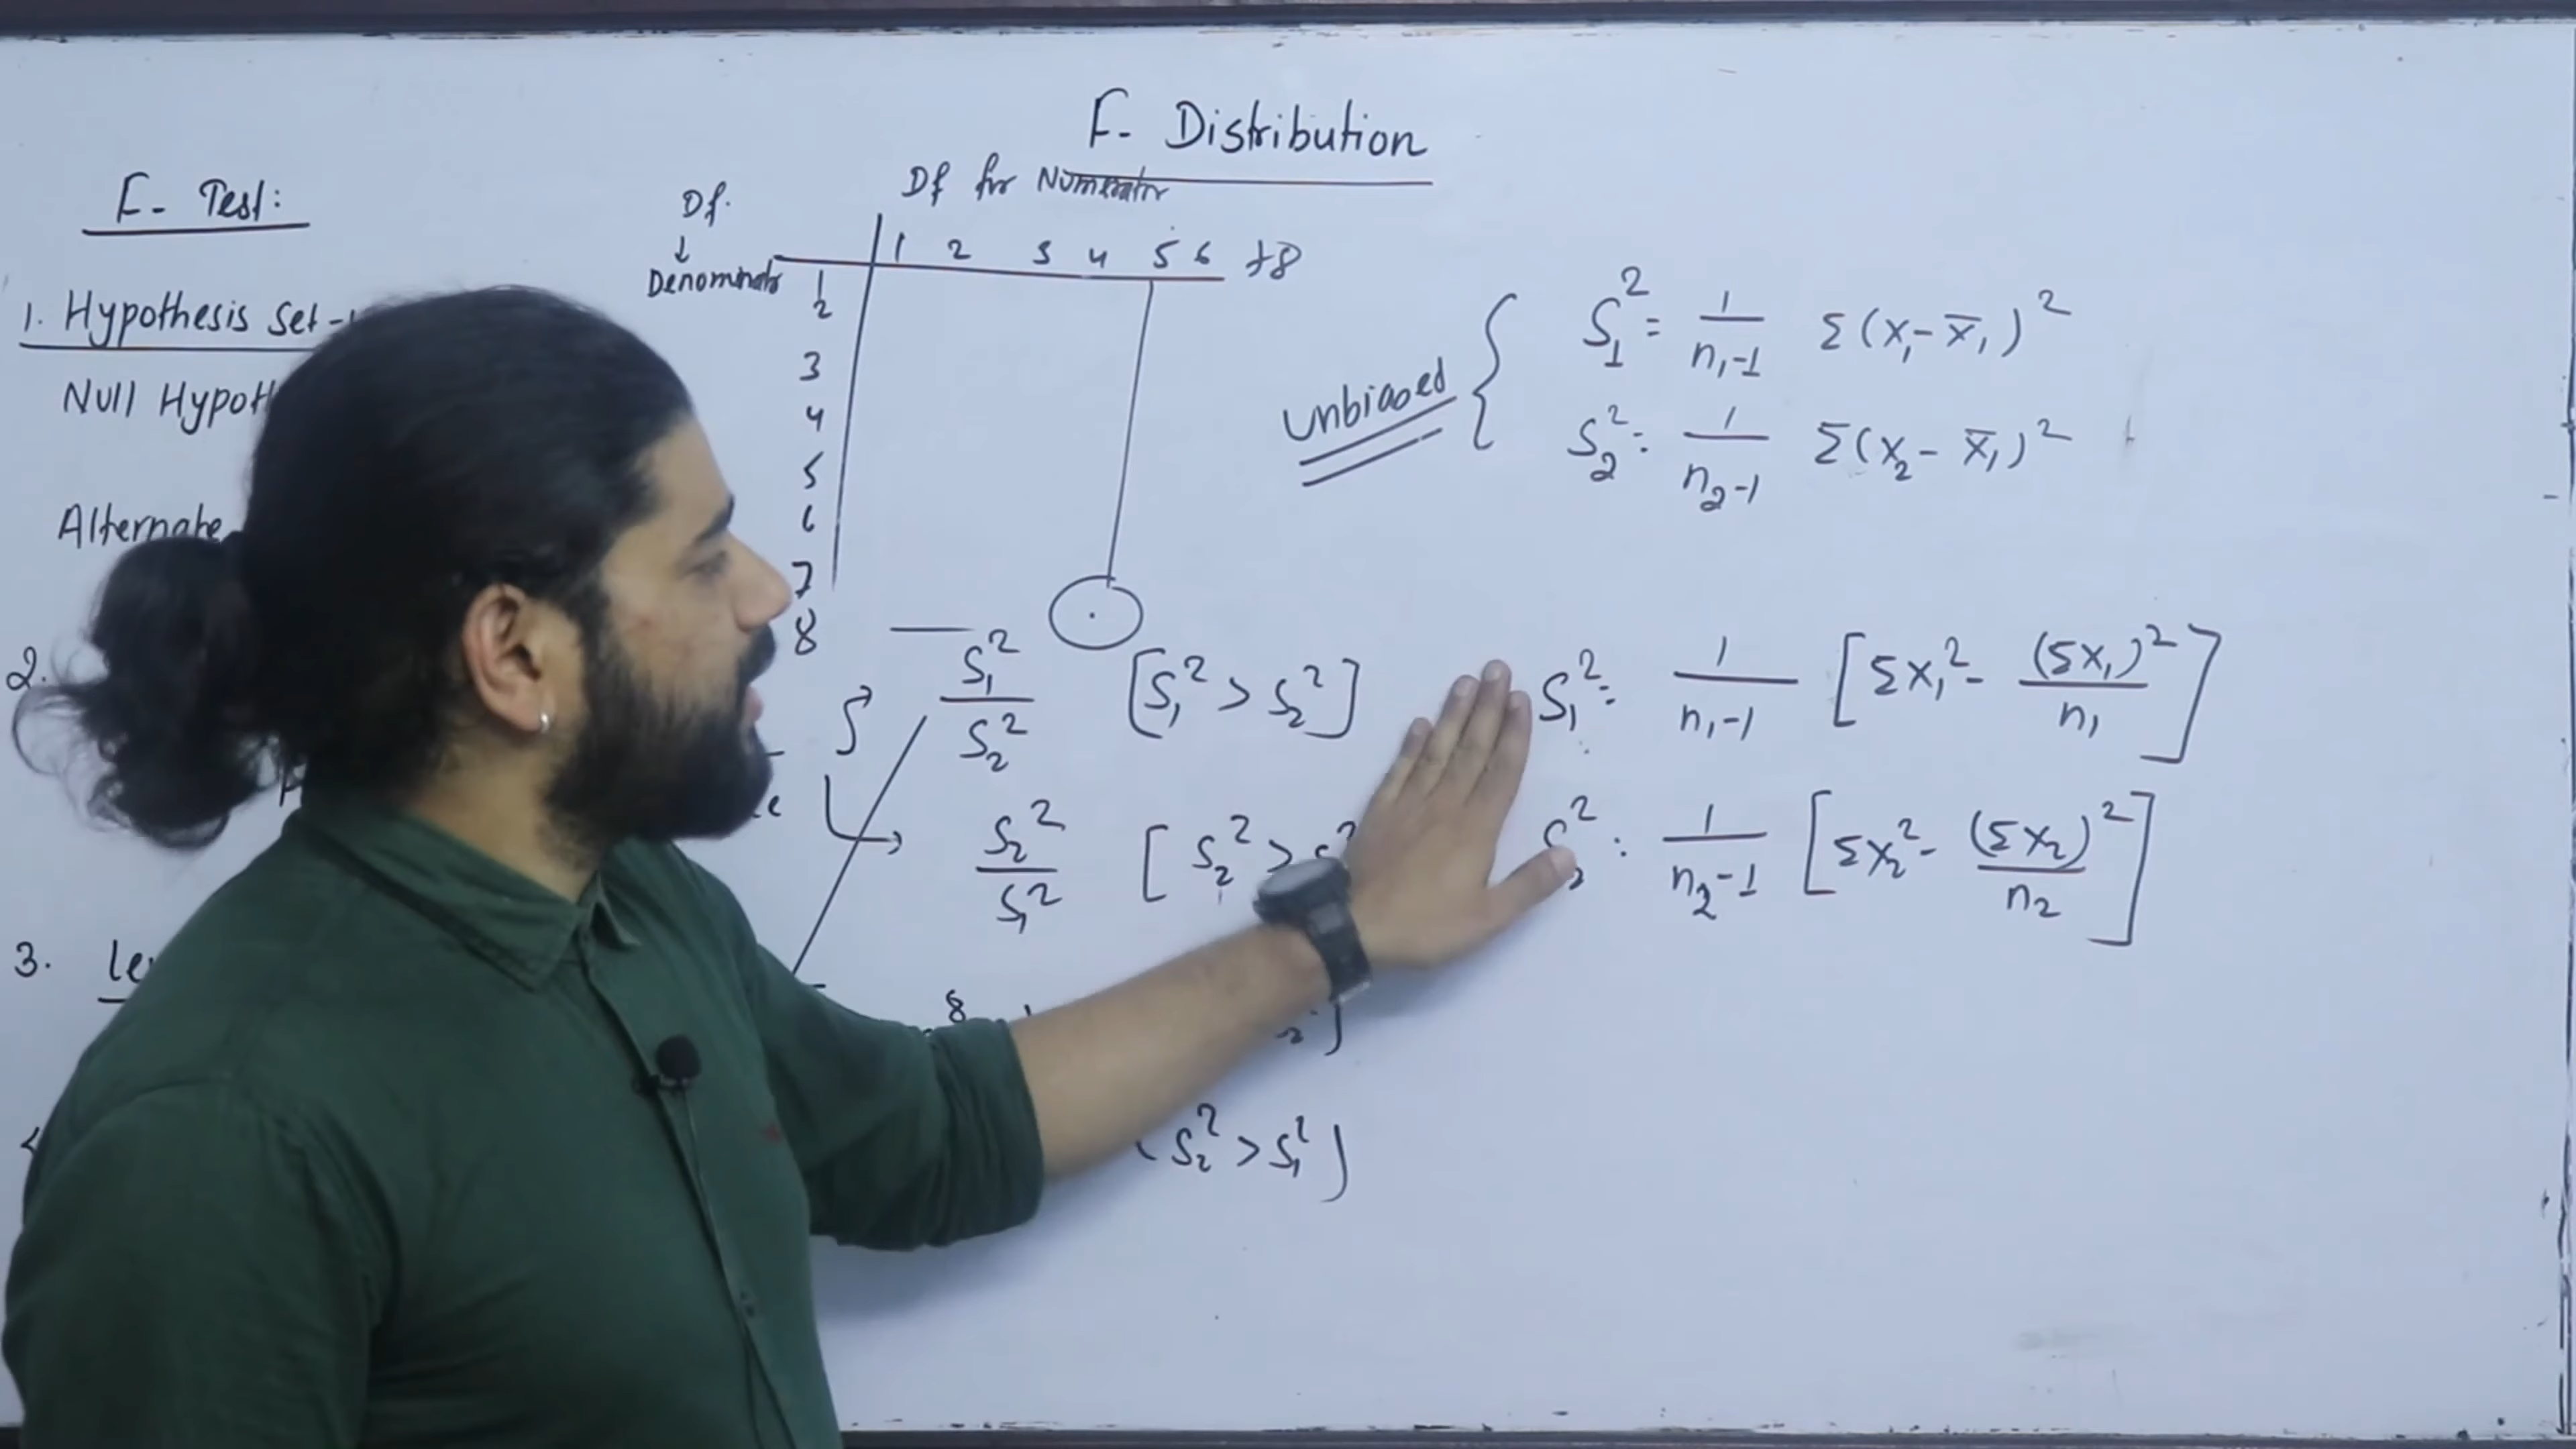 F- Distribution
F- Test:
Df.
↓
Denominator
Df for Numerator
1 2 3 4 5 6 7 8
1
2
3
4
5
6
7
8
1. Hypothesis Set-
Null
Alternate
2.
3.
S₁²/S₂² [S₁² > S₂²]
S₂²/S₁² [S₂² >
8
(S₂² > S₁²)
Unbiased {
S₁² = 1/(n₁-1) Σ(x₁-x̄₁)²
S₂² = 1/(n₂-1) Σ(x₂-x̄₁)²
S₁² = 1/(n₁-1) [Σx₁² - (Σx₁)²/n₁]
S₂² : 1/(n₂-1) [Σx₂² - (Σx₂)²/n₂]